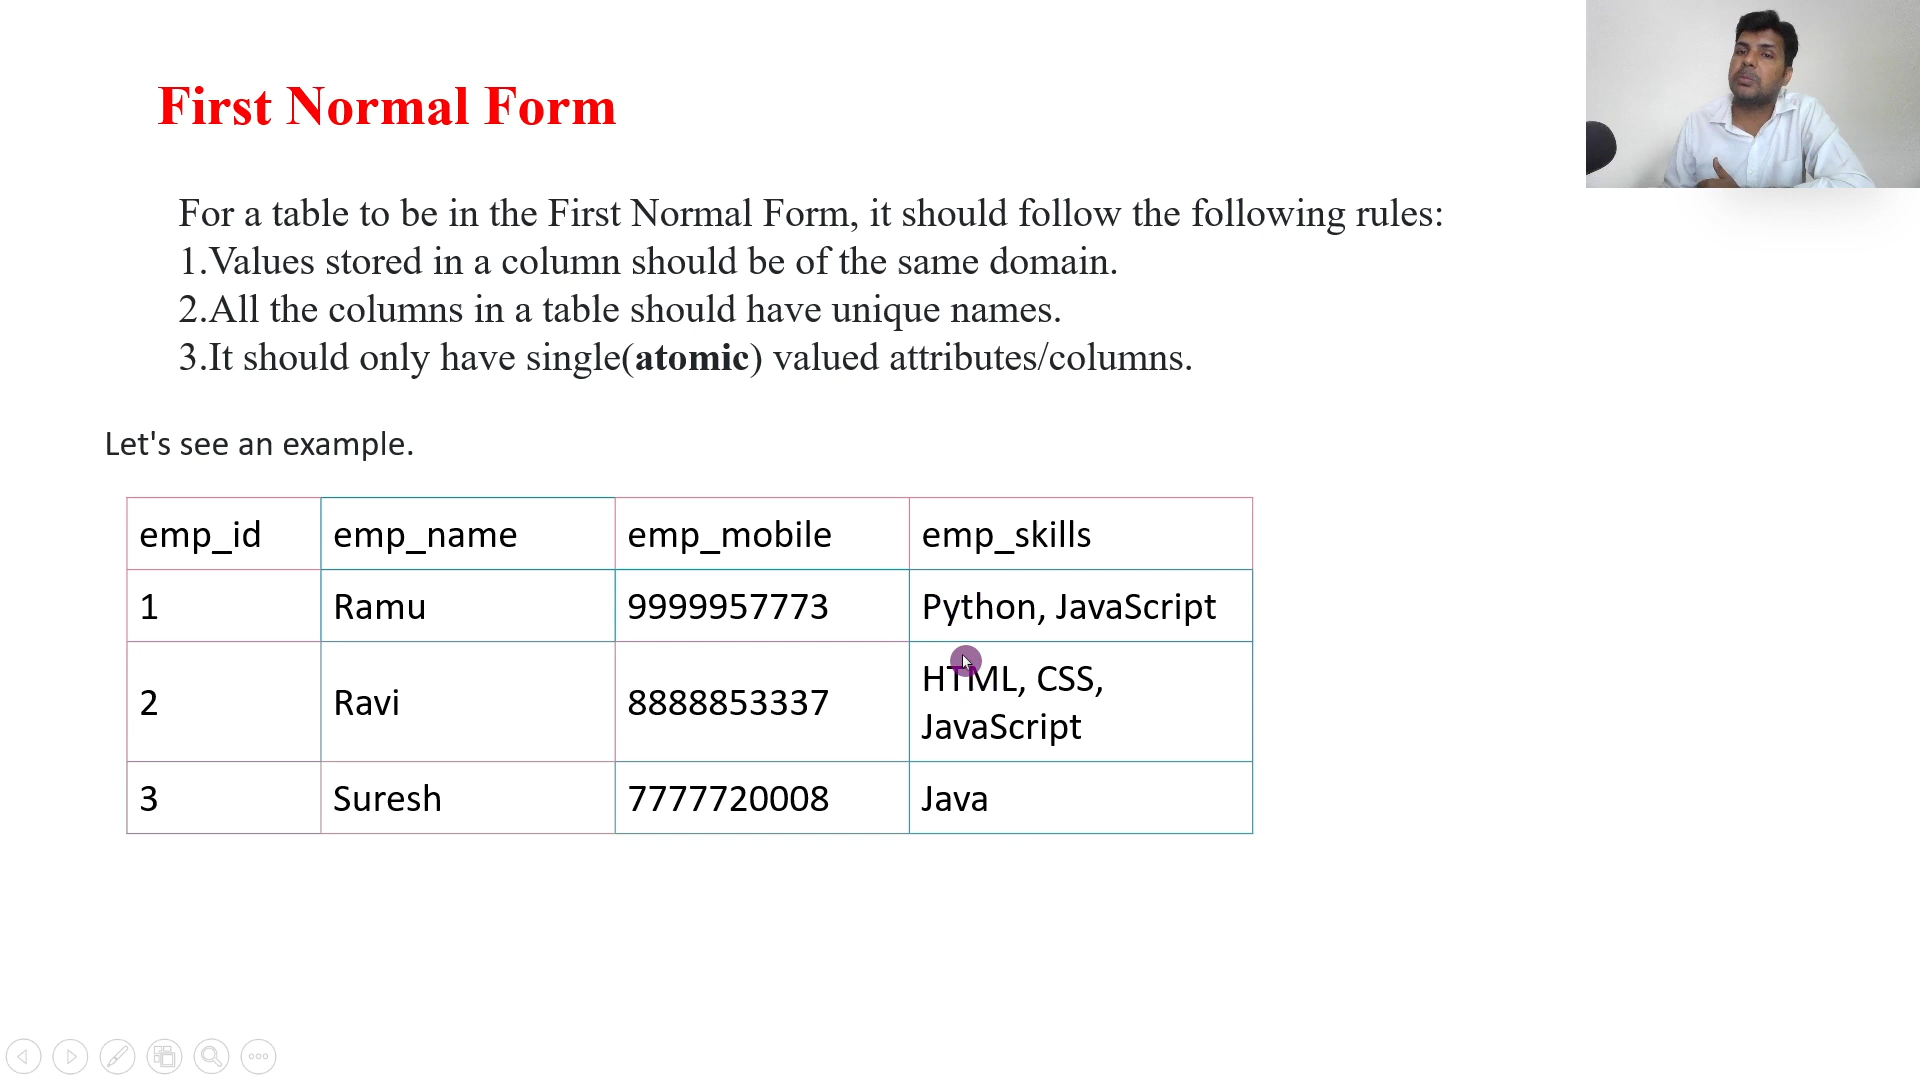 First Normal Form
For a table to be in the First Normal Form, it should follow the following rules:
1.Values stored in a column should be of the same domain.
2.All the columns in a table should have unique names.
3.It should only have single(atomic) valued attributes/columns.
Let's see an example.
emp_id emp_name emp_mobile emp_skills
1 Ramu 9999957773 Python, JavaScript
2 Ravi 8888853337 HTML, CSS,
JavaScript
3 Suresh 7777720008 Java